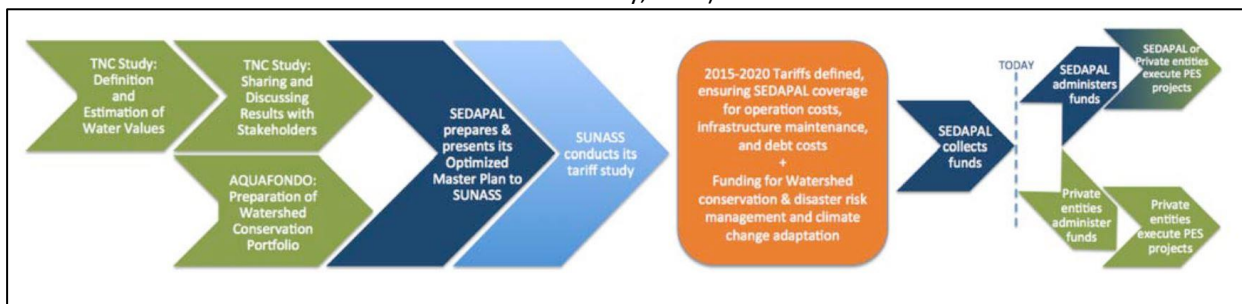 TNC Study:
Definition
and
Estimation of
Water Values
TNC Study:
Sharing and
Discussing
Results with
Stakeholders
AQUAFONDO:
Preparation of
Watershed
Conservation
Portfolio
SEDAPAL
prepares &
presents its
Optimized
Master Plan to
SUNASS
SUNASS
conducts its
tariff study
2015-2020 Tariffs defined,
ensuring SEDAPAL coverage
for operation costs,
infrastructure maintenance,
and debt costs
+
Funding for Watershed
conservation & disaster risk
management and climate
change adaptation
SEDAPAL
collects
funds
TODAY
SEDAPAL
administers
funds
SEDAPAL or
Private entities
execute PES
projects
Private
entities
administer
funds
Private
entities
execute PES
projects